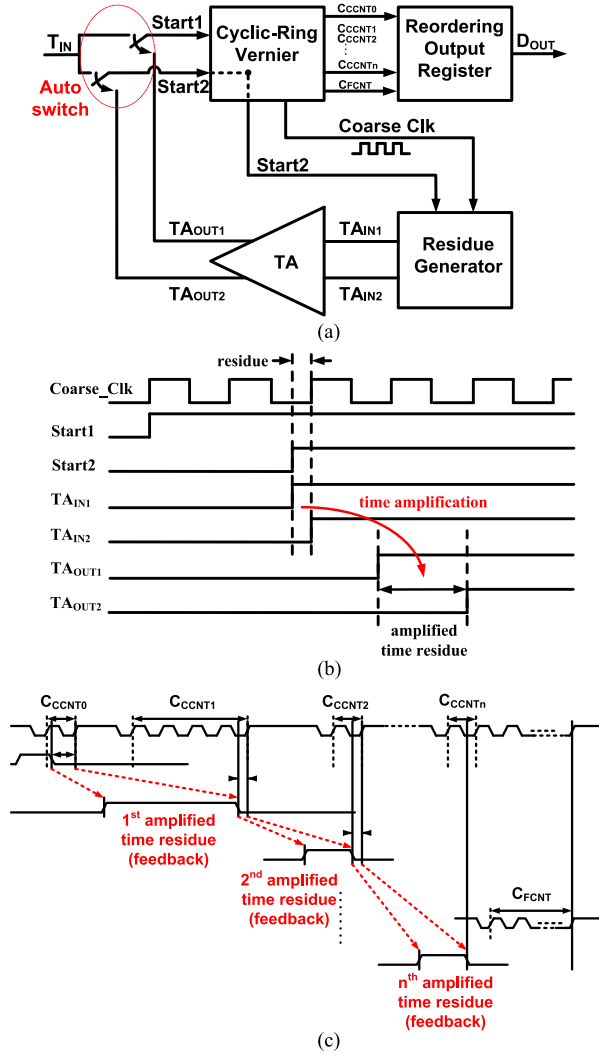 TIN
Start1
Auto
switch
Start2
Cyclic-Ring
Vernier
CCCNT0
CCCNT1
CCCNT2
CCCNTn
CFCNT
Reordering
Output
Register
DOUT
Coarse Clk
Start2
TAOUT1
TAOUT2
TA
TAIN1
TAIN2
Residue
Generator
(a)
residue
Coarse_Clk
Start1
Start2
TAIN1
time amplification
TAIN2
TAOUT1
TAOUT2
amplified
time residue
(b)
CCCNT0
CCCNT1
CCCNT2
CCCNTn
1st amplified
time residue
(feedback)
2nd amplified
time residue
(feedback)
CFCNT
nth amplified
time residue
(feedback)
(c)